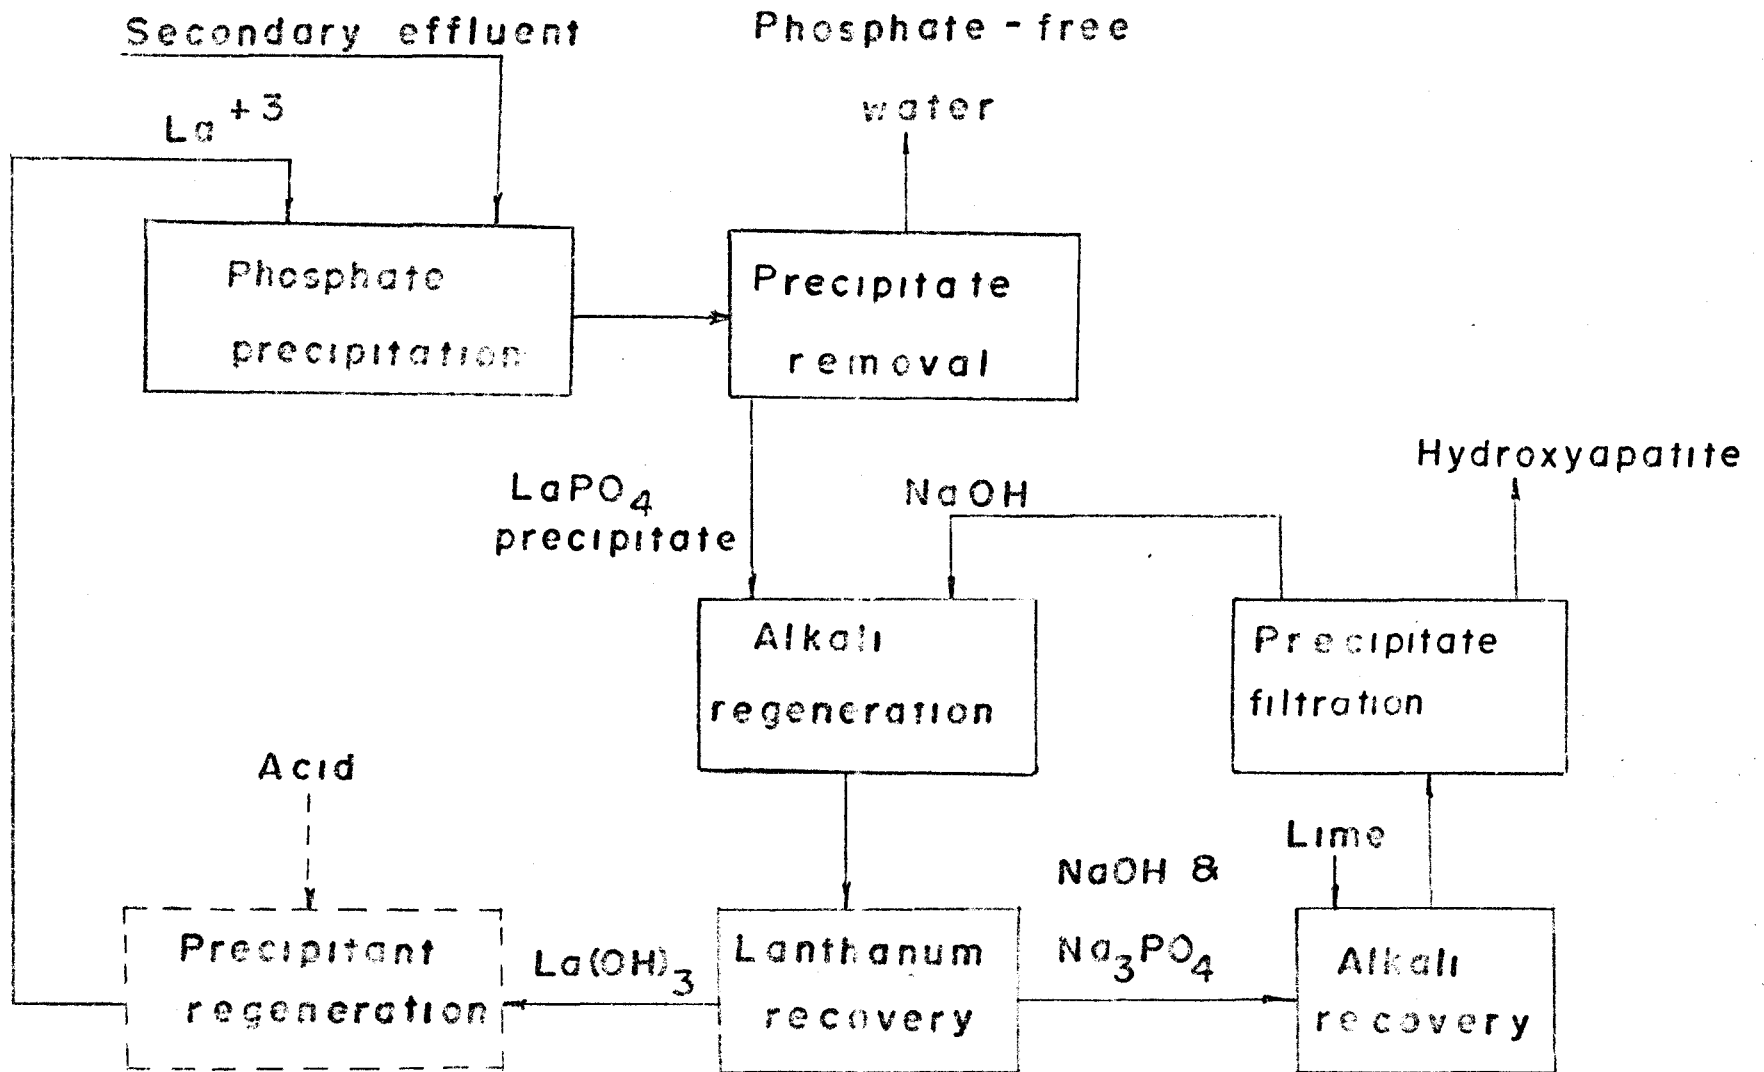 Secondary effluent
Phosphate - free
water
La +3
Phosphate
precipitation
Precipitate
removal
LaPO4
precipitate
NaOH
Hydroxyapatite
Alkali
regeneration
Precipitate
filtration
Acid
Lime
NaOH &
Na3PO4
Precipitant
regeneration
La(OH)3
Lanthanum
recovery
Alkali
recovery